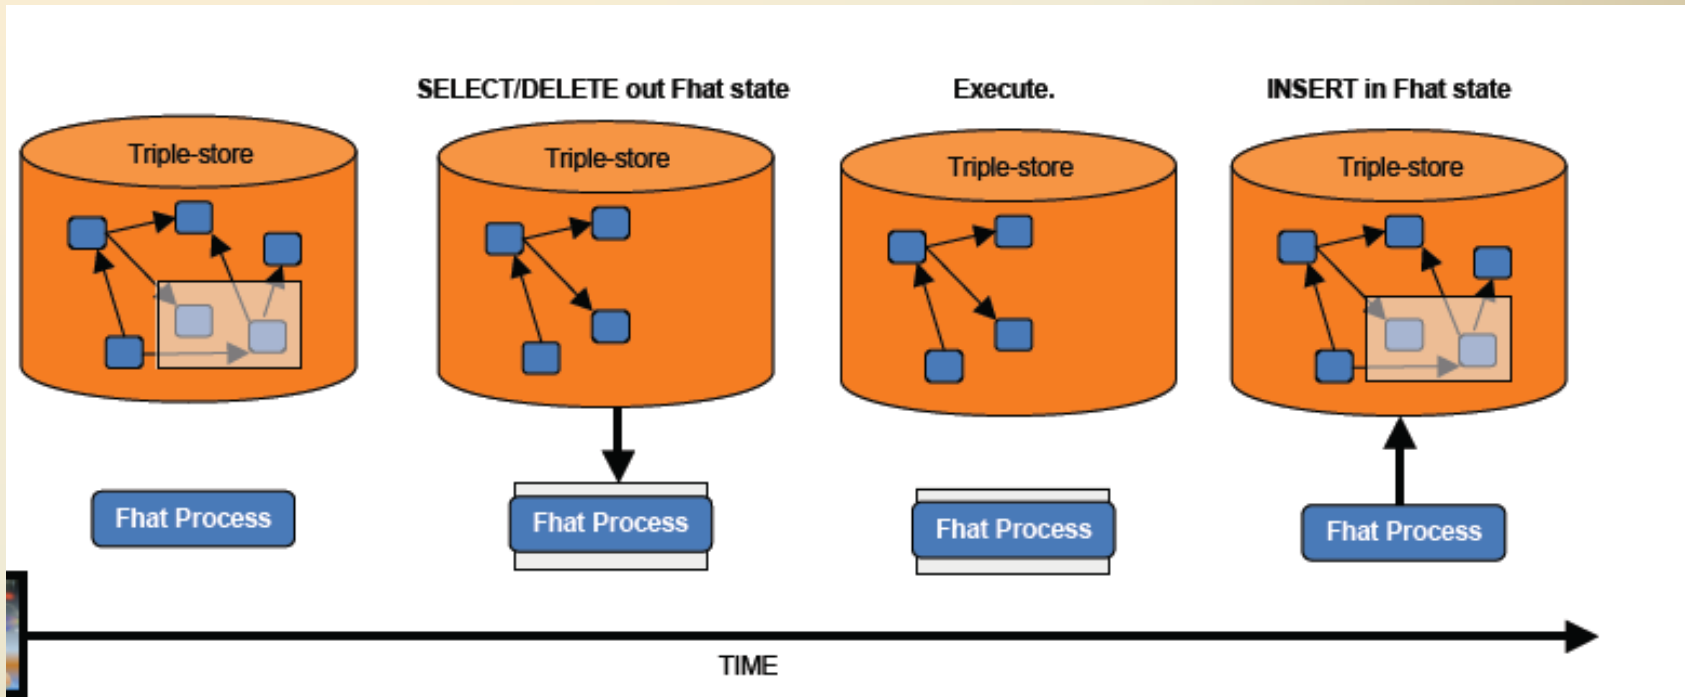 SELECT/DELETE out Fhat state
Execute.
INSERT in Fhat state
Triple-store
Triple-store
Triple-store
Triple-store
Fhat Process
Fhat Process
Fhat Process
Fhat Process
TIME